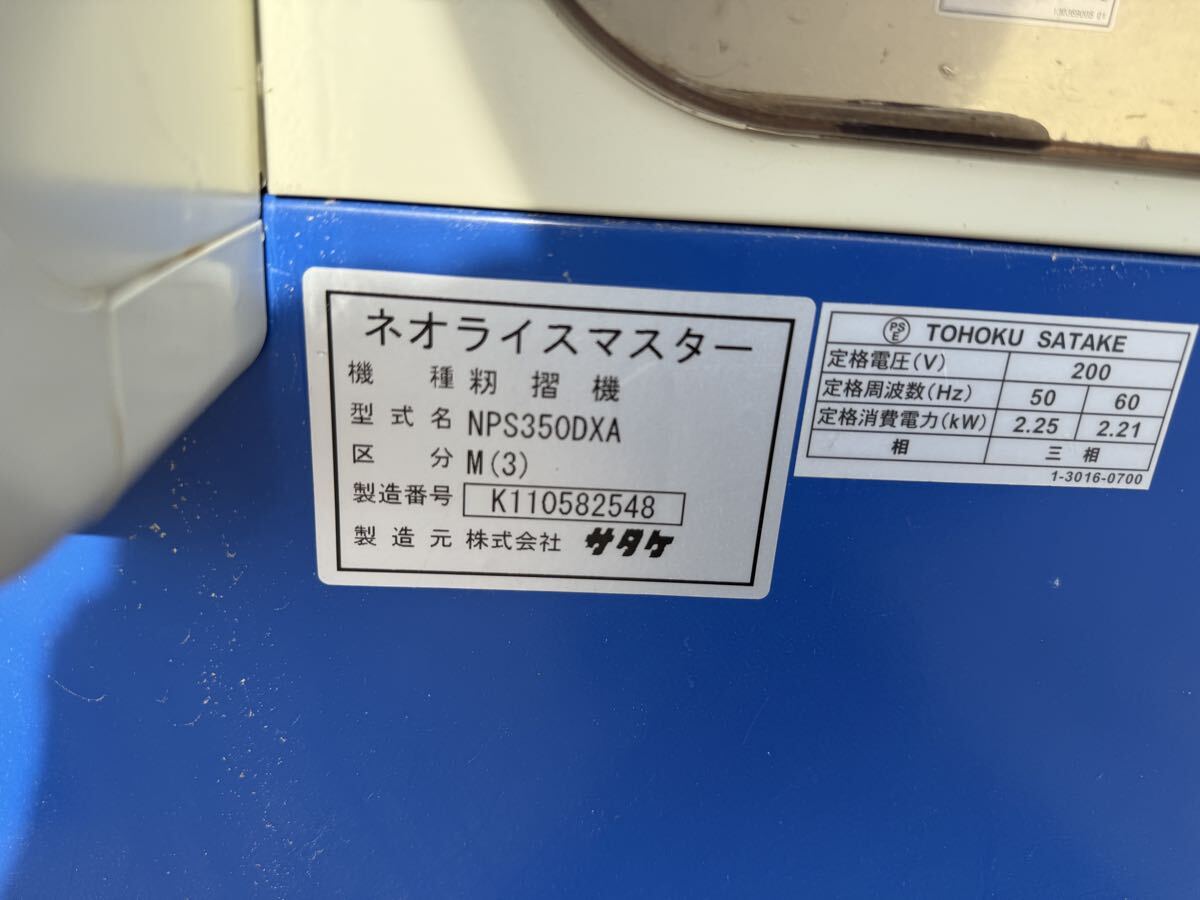 ネオライスマスター
機種 籾摺機
型式名 NPS350DXA
区分 M(3)
製造番号 K110582548
製造元 株式会社 サタケ
PSE TOHOKU SATAKE
定格電圧(V) 200
定格周波数(Hz) 50 60
定格消費電力(kW) 2.25 2.21
相 三相
1-3016-0700